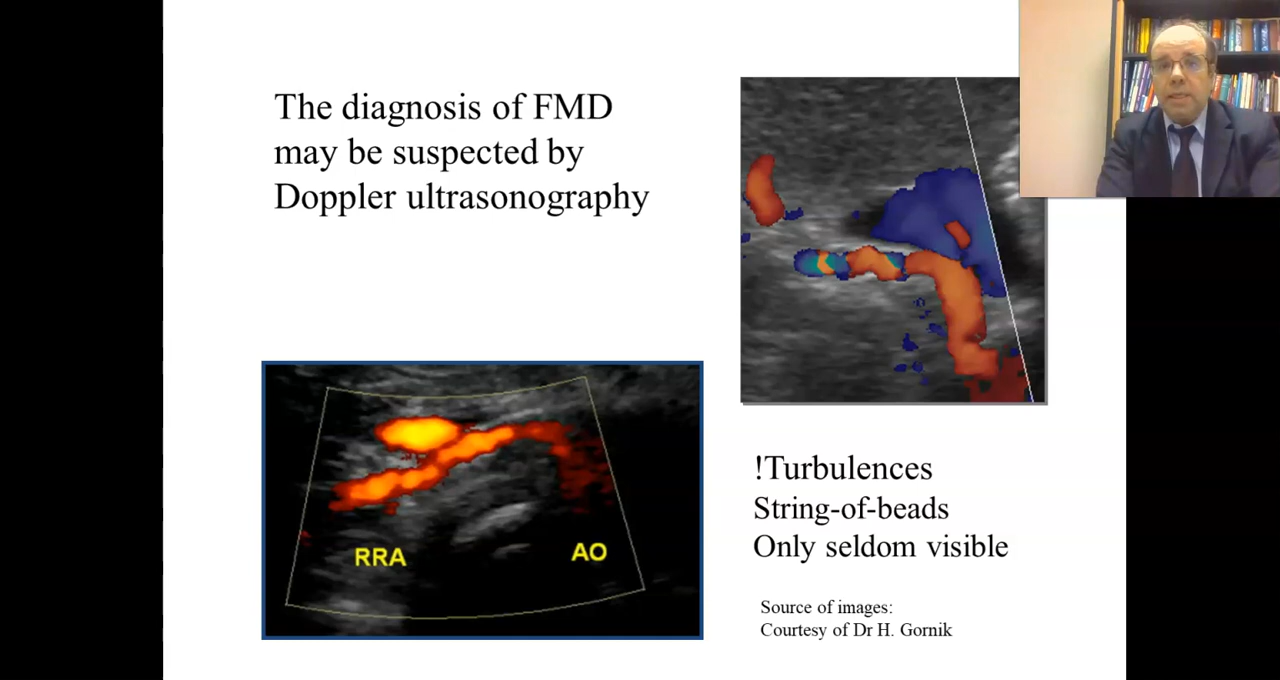 The diagnosis of FMD
may be suspected by
Doppler ultrasonography
RRA
AO
!Turbulences
String-of-beads
Only seldom visible
Source of images:
Courtesy of Dr H. Gornik